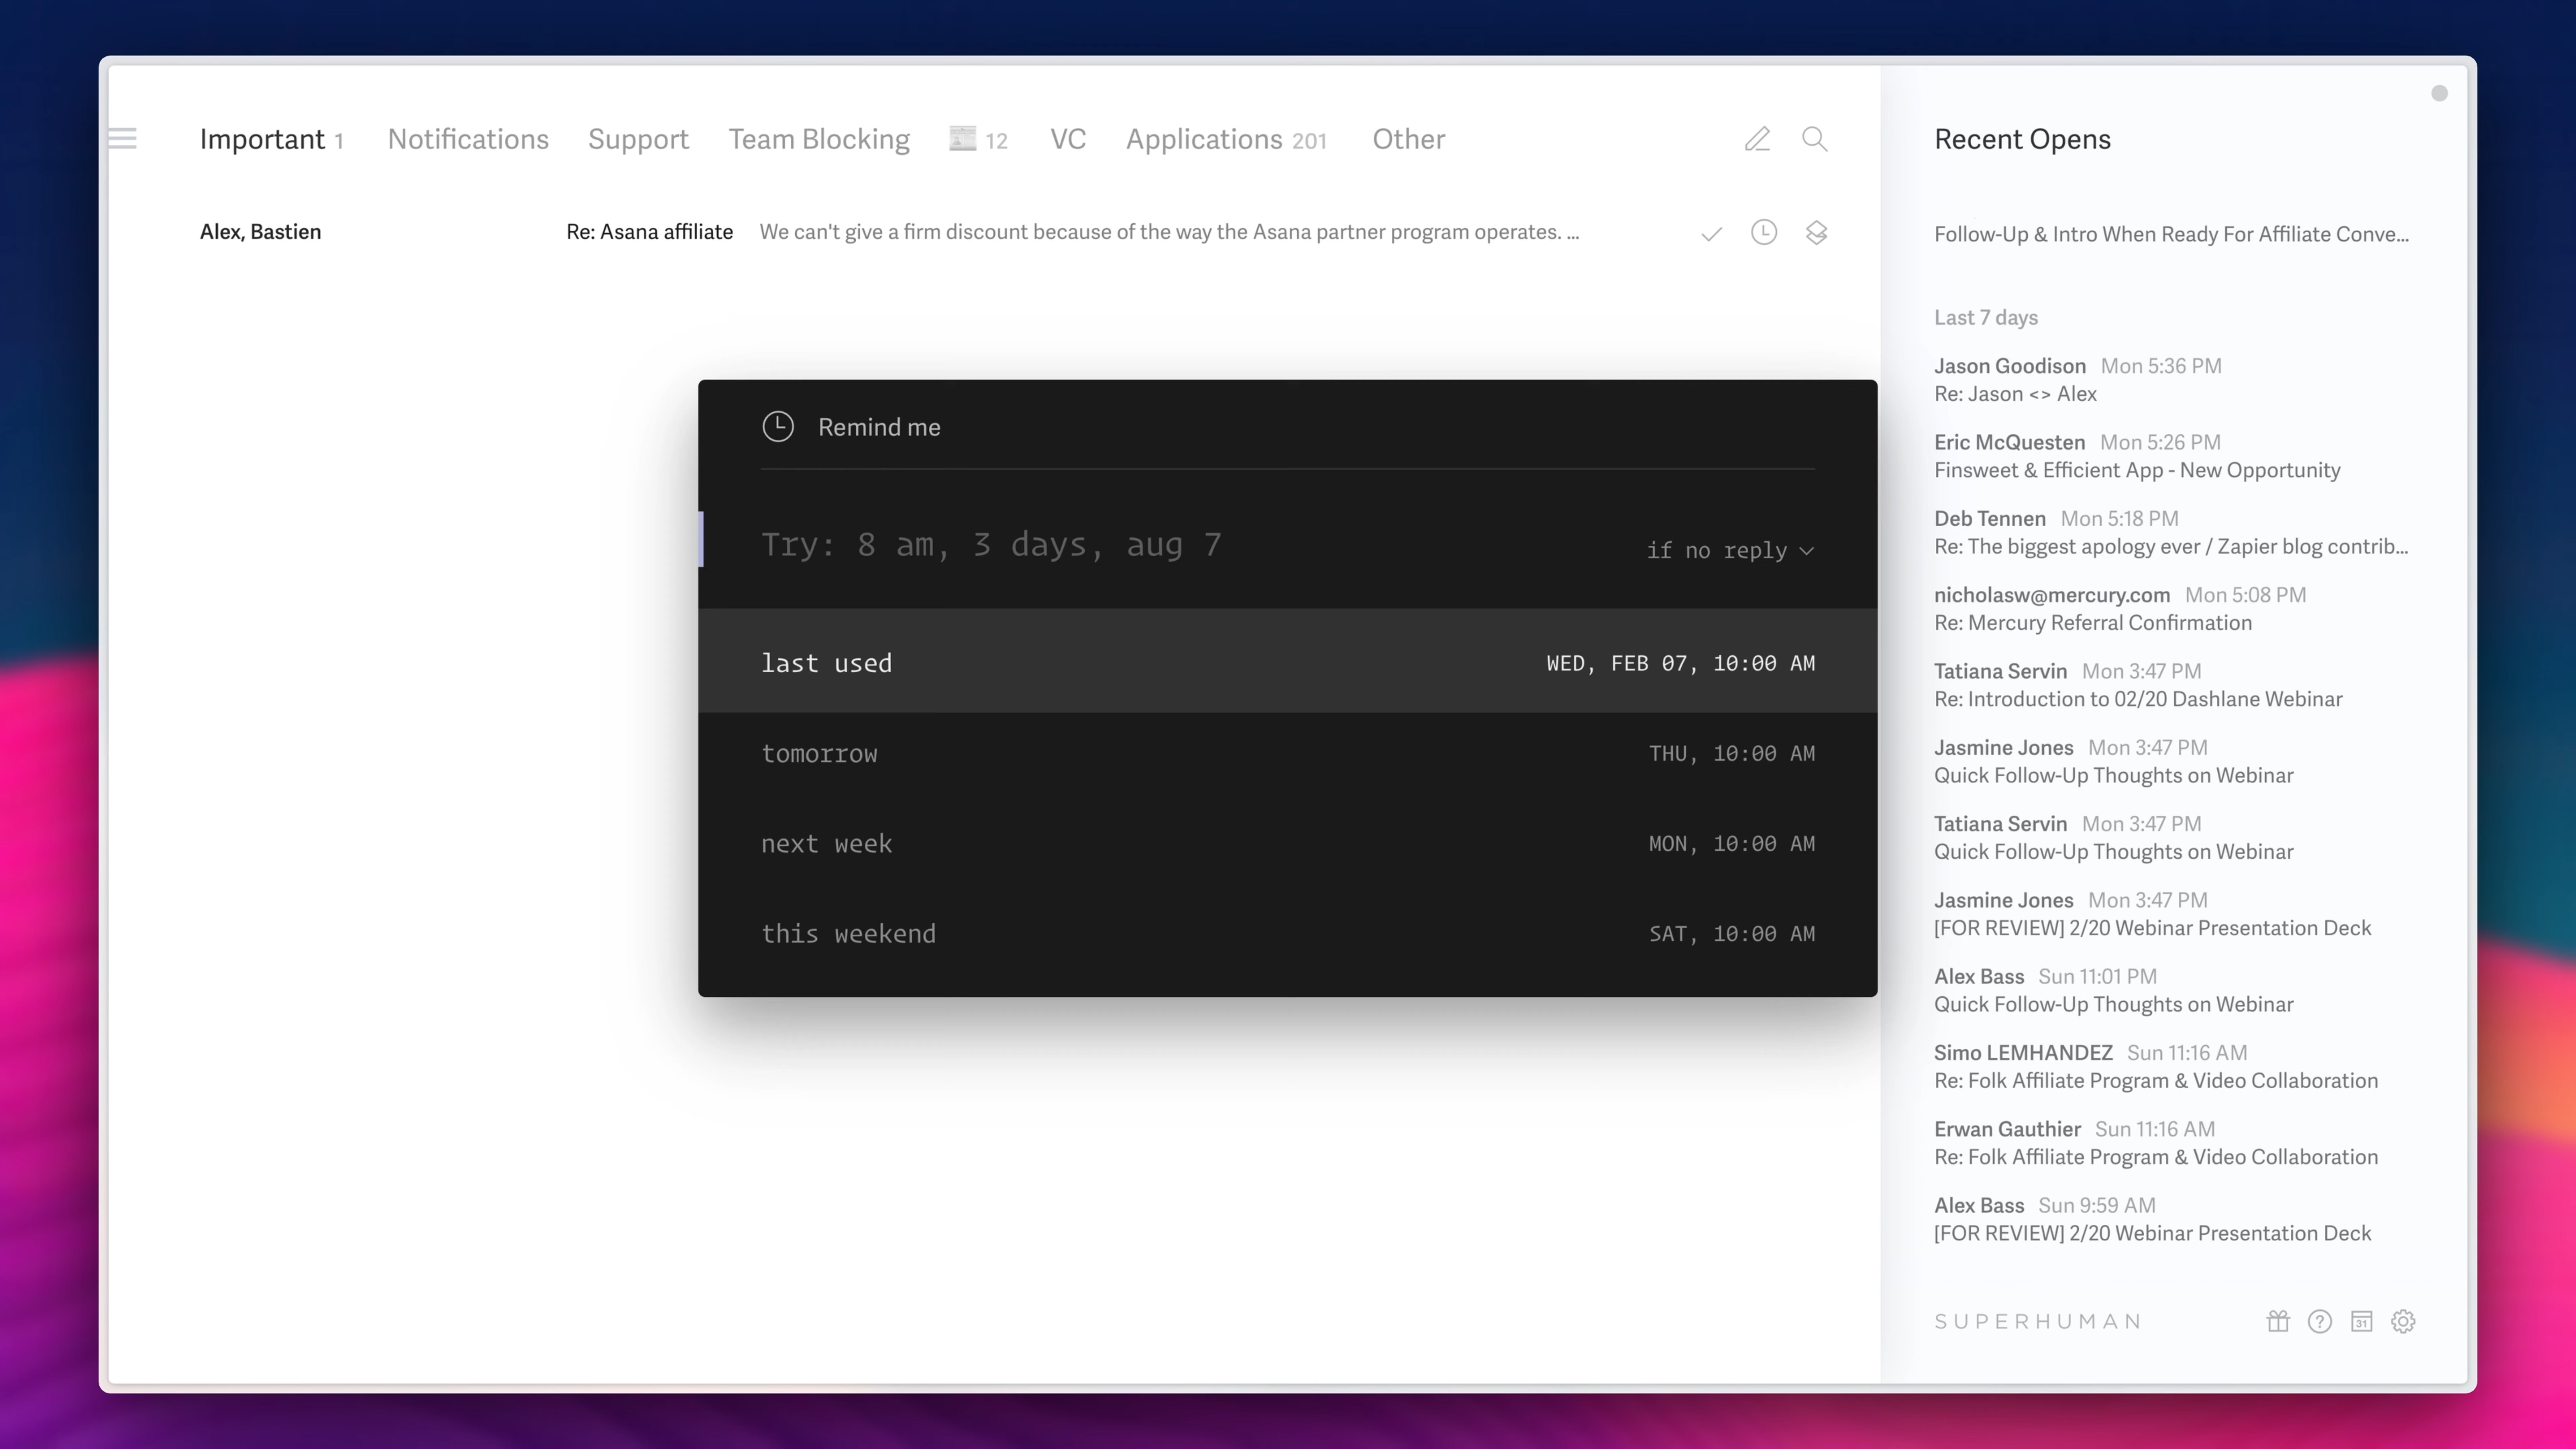 Important 1 Notifications Support Team Blocking 12 VC Applications 201 Other
Alex, Bastien Re: Asana affiliate We can't give a firm discount because of the way the Asana partner program operates. ...
Remind me
Try: 8 am, 3 days, aug 7 if no reply
last used WED, FEB 07, 10:00 AM
tomorrow THU, 10:00 AM
next week MON, 10:00 AM
this weekend SAT, 10:00 AM
Recent Opens
Follow-Up & Intro When Ready For Affiliate Conve...
Last 7 days
Jason Goodison Mon 5:36 PM
Re: Jason <> Alex
Eric McQuesten Mon 5:26 PM
Finsweet & Efficient App - New Opportunity
Deb Tennen Mon 5:18 PM
Re: The biggest apology ever / Zapier blog contrib...
nicholasw@mercury.com Mon 5:08 PM
Re: Mercury Referral Confirmation
Tatiana Servin Mon 3:47 PM
Re: Introduction to 02/20 Dashlane Webinar
Jasmine Jones Mon 3:47 PM
Quick Follow-Up Thoughts on Webinar
Tatiana Servin Mon 3:47 PM
Quick Follow-Up Thoughts on Webinar
Jasmine Jones Mon 3:47 PM
[FOR REVIEW] 2/20 Webinar Presentation Deck
Alex Bass Sun 11:01 PM
Quick Follow-Up Thoughts on Webinar
Simo LEMHANDEZ Sun 11:16 AM
Re: Folk Affiliate Program & Video Collaboration
Erwan Gauthier Sun 11:16 AM
Re: Folk Affiliate Program & Video Collaboration
Alex Bass Sun 9:59 AM
[FOR REVIEW] 2/20 Webinar Presentation Deck
SUPERHUMAN 31